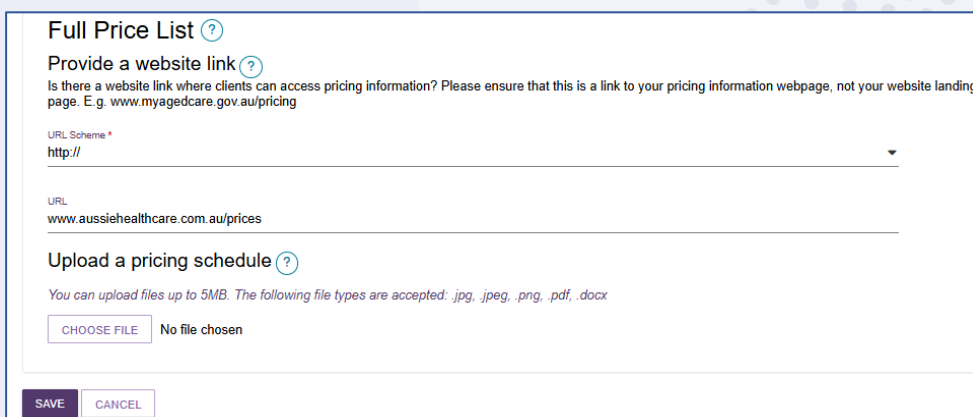 Full Price List ?
Provide a website link ?
Is there a website link where clients can access pricing information? Please ensure that this is a link to your pricing information webpage, not your website landing
page. E.g. www.myagedcare.gov.au/pricing
URL Scheme *
http://
URL
www.aussiehealthcare.com.au/prices
Upload a pricing schedule ?
You can upload files up to 5MB. The following file types are accepted: .jpg, .jpeg, .png, .pdf, .docx
CHOOSE FILE No file chosen
SAVE CANCEL